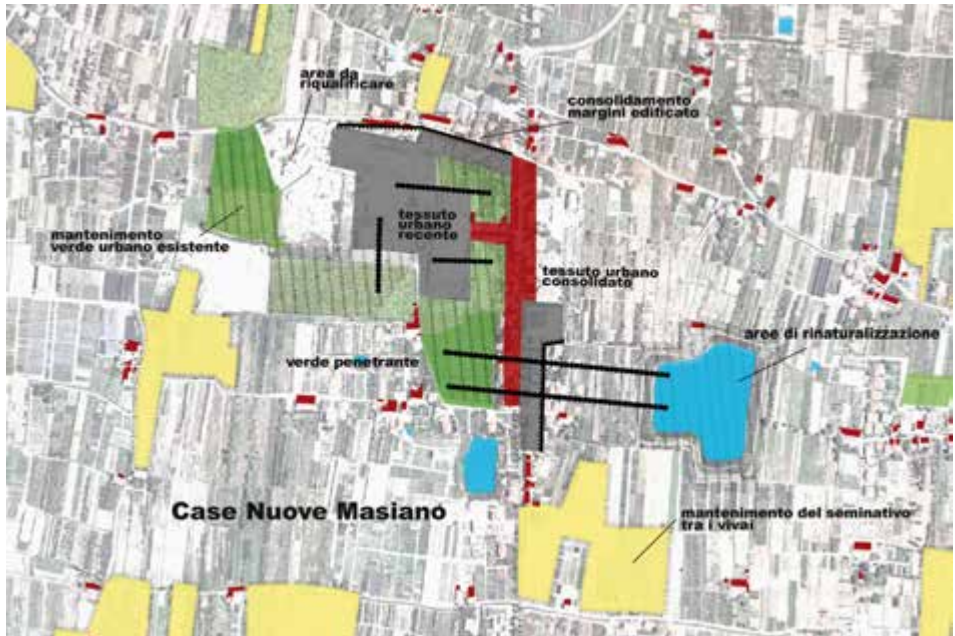 area da
riqualificare
consolidamento
margini edificato
mantenimento
verde urbano esistente
tessuto
urbano
recente
tessuto urbano
consolidato
aree di rinaturalizzazione
verde penetrante
Case Nuove Masiano
mantenimento del seminativo
tra i vivai